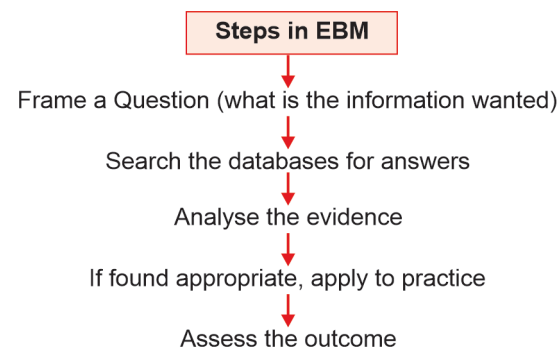 Steps in EBM
Frame a Question (what is the information wanted)
Search the databases for answers
Analyse the evidence
If found appropriate, apply to practice
Assess the outcome